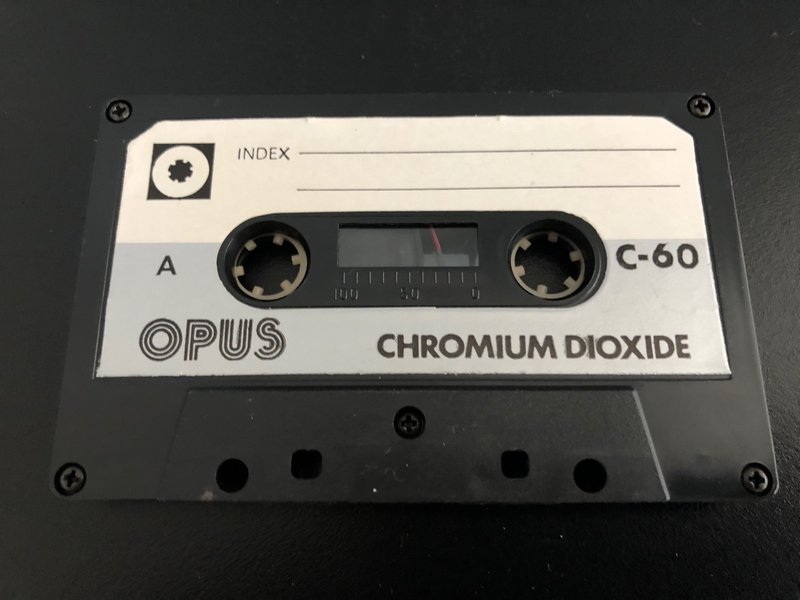 INDEX
A
C-60
100 50 0
OPUS
CHROMIUM DIOXIDE